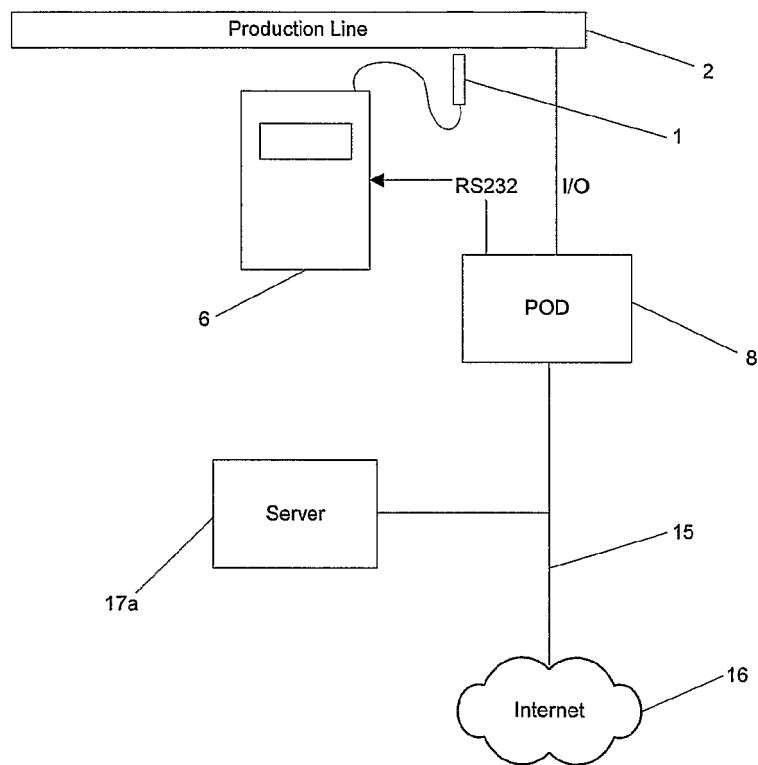 Production Line
2
1
RS232
I/O
6
POD
8
Server
15
17a
16
Internet